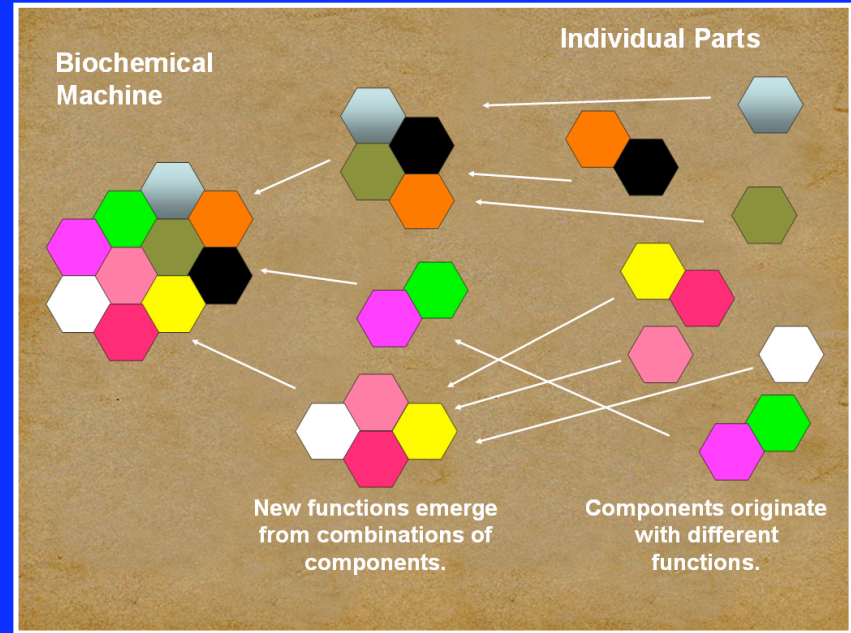 Biochemical
Machine
Individual Parts
New functions emerge
from combinations of
components.
Components originate
with different
functions.